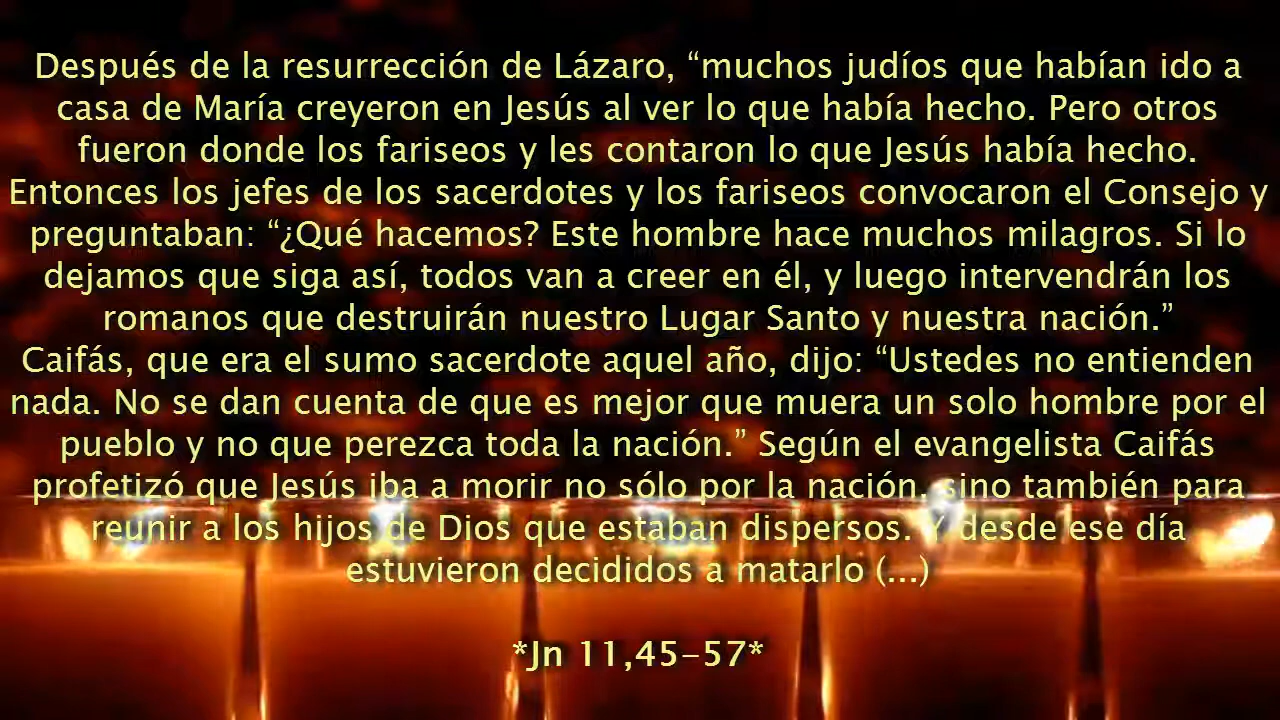 Después de la resurrección de Lázaro, “muchos judíos que habían ido a
casa de María creyeron en Jesús al ver lo que había hecho. Pero otros
fueron donde los fariseos y les contaron lo que Jesús había hecho.
Entonces los jefes de los sacerdotes y los fariseos convocaron el Consejo y
preguntaban: “¿Qué hacemos? Este hombre hace muchos milagros. Si lo
dejamos que siga así, todos van a creer en él, y luego intervendrán los
romanos que destruirán nuestro Lugar Santo y nuestra nación.”
Caifás, que era el sumo sacerdote aquel año, dijo: “Ustedes no entienden
nada. No se dan cuenta de que es mejor que muera un solo hombre por el
pueblo y no que perezca toda la nación.” Según el evangelista Caifás
profetizó que Jesús iba a morir no sólo por la nación, sino también para
reunir a los hijos de Dios que estaban dispersos. Y desde ese día
estuvieron decididos a matarlo (...)
*Jn 11,45-57*